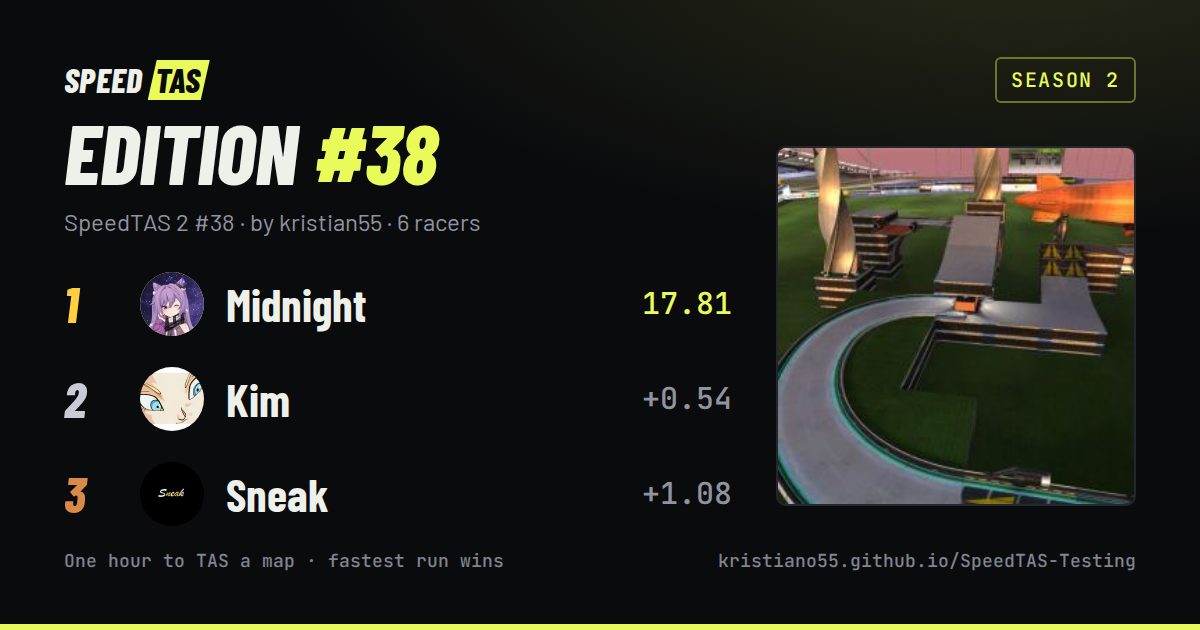 SPEED TAS
SEASON 2
EDITION #38
SpeedTAS 2 #38 · by kristian55 · 6 racers
1 Midnight 17.81
2 Kim +0.54
3 Sneak Sneak +1.08
One hour to TAS a map · fastest run wins
kristiano55.github.io/SpeedTAS-Testing